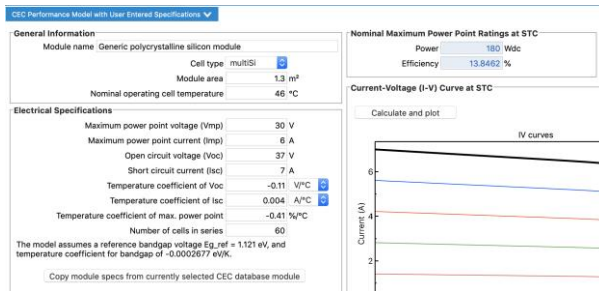 CEC Performance Model with User Entered Specifications
General Information
Module name Generic polycrystalline silicon module
Cell type multiSi
Module area 1.3 m²
Nominal operating cell temperature 46 °C
Electrical Specifications
Maximum power point voltage (Vmp) 30 V
Maximum power point current (Imp) 6 A
Open circuit voltage (Voc) 37 V
Short circuit current (Isc) 7 A
Temperature coefficient of Voc -0.11 V/°C
Temperature coefficient of Isc 0.004 A/°C
Temperature coefficient of max. power point -0.41 %/°C
Number of cells in series 60
The model assumes a reference bandgap voltage Eg_ref = 1.121 eV, and
temperature coefficient for bandgap of -0.0002677 eV/K.
Copy module specs from currently selected CEC database module
Nominal Maximum Power Point Ratings at STC
Power 180 Wdc
Efficiency 13.8462 %
Current-Voltage (I-V) Curve at STC
Calculate and plot
IV curves
Current (A)
6
4
2